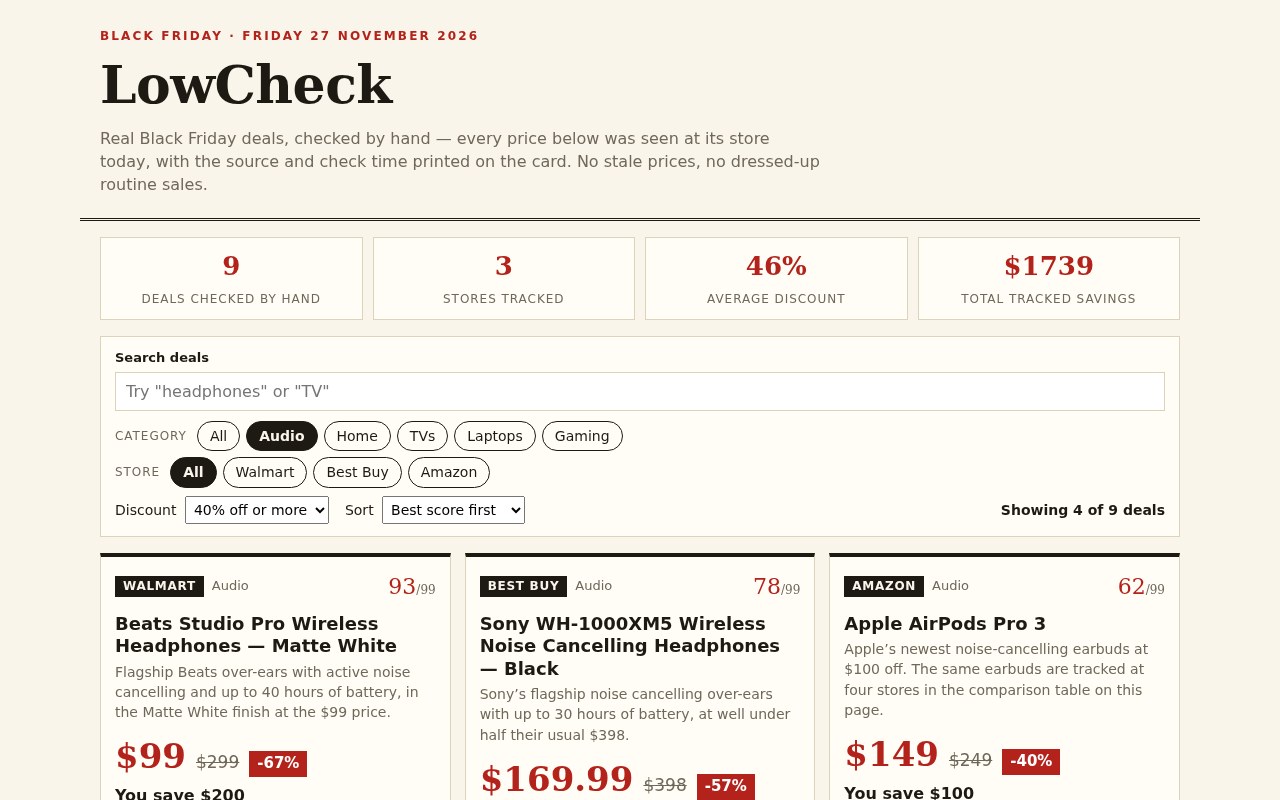 BLACK FRIDAY · FRIDAY 27 NOVEMBER 2026
LowCheck
Real Black Friday deals, checked by hand — every price below was seen at its store
today, with the source and check time printed on the card. No stale prices, no dressed-up
routine sales.
9
DEALS CHECKED BY HAND
3
STORES TRACKED
46%
AVERAGE DISCOUNT
$1739
TOTAL TRACKED SAVINGS
Search deals
Try "headphones" or "TV"
CATEGORY All Audio Home TVs Laptops Gaming
STORE All Walmart Best Buy Amazon
Discount 40% off or more Sort Best score first Showing 4 of 9 deals
WALMART Audio 93/99
Beats Studio Pro Wireless
Headphones — Matte White
Flagship Beats over-ears with active noise
cancelling and up to 40 hours of battery, in
the Matte White finish at the $99 price.
$99 $299 -67%
You save $200
BEST BUY Audio 78/99
Sony WH-1000XM5 Wireless
Noise Cancelling Headphones
— Black
Sony’s flagship noise cancelling over-ears
with up to 30 hours of battery, at well under
half their usual $398.
$169.99 $398 -57%
AMAZON Audio 62/99
Apple AirPods Pro 3
Apple’s newest noise-cancelling earbuds at
$100 off. The same earbuds are tracked at
four stores in the comparison table on this
page.
$149 $249 -40%
You save $100